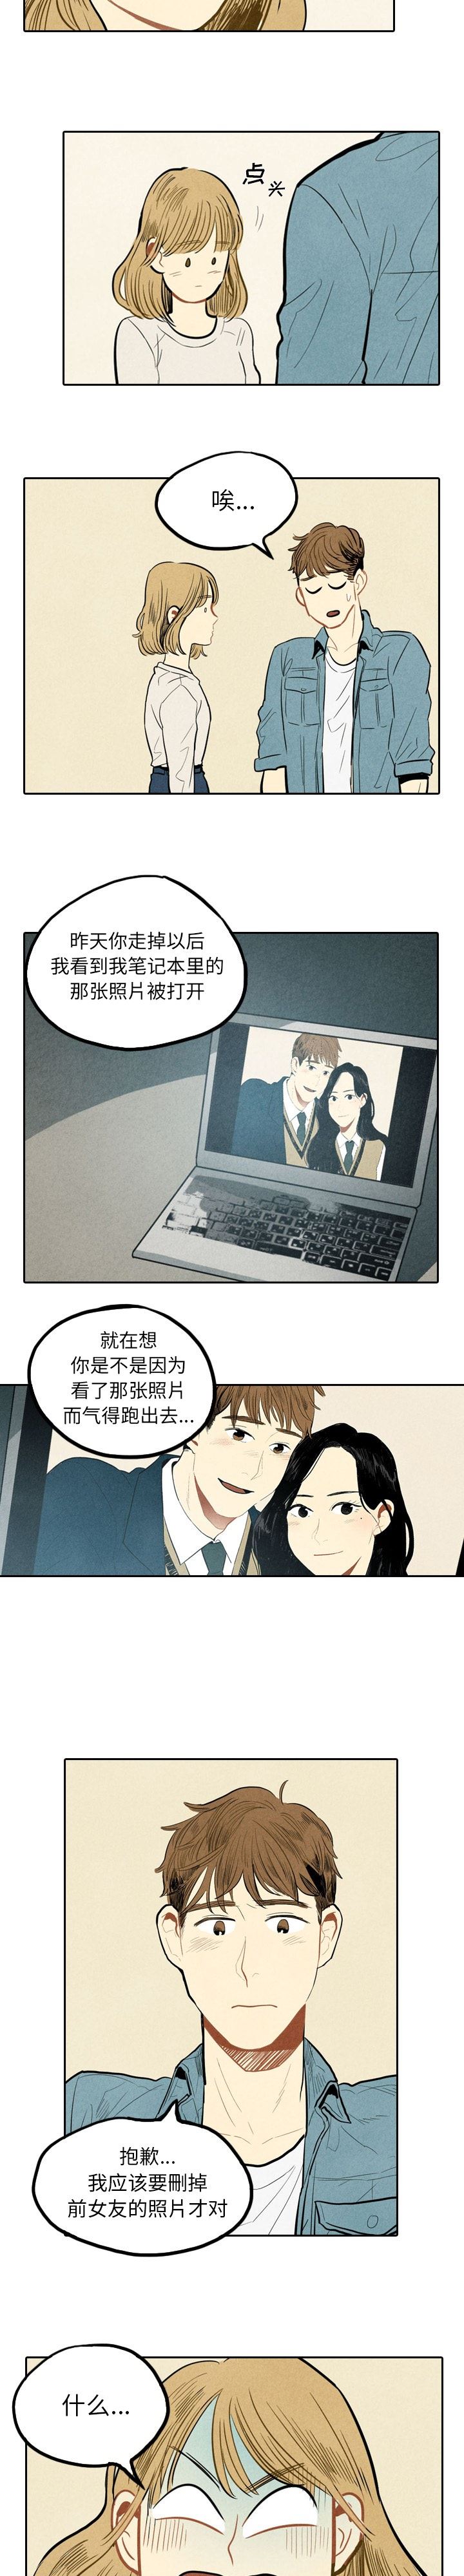 点头
唉...
昨天你走掉以后
我看到我笔记本里的
那张照片被打开
就在想
你是不是因为
看了那张照片
而气得跑出去...
抱歉...
我应该要刪掉
前女友的照片才对
什么...